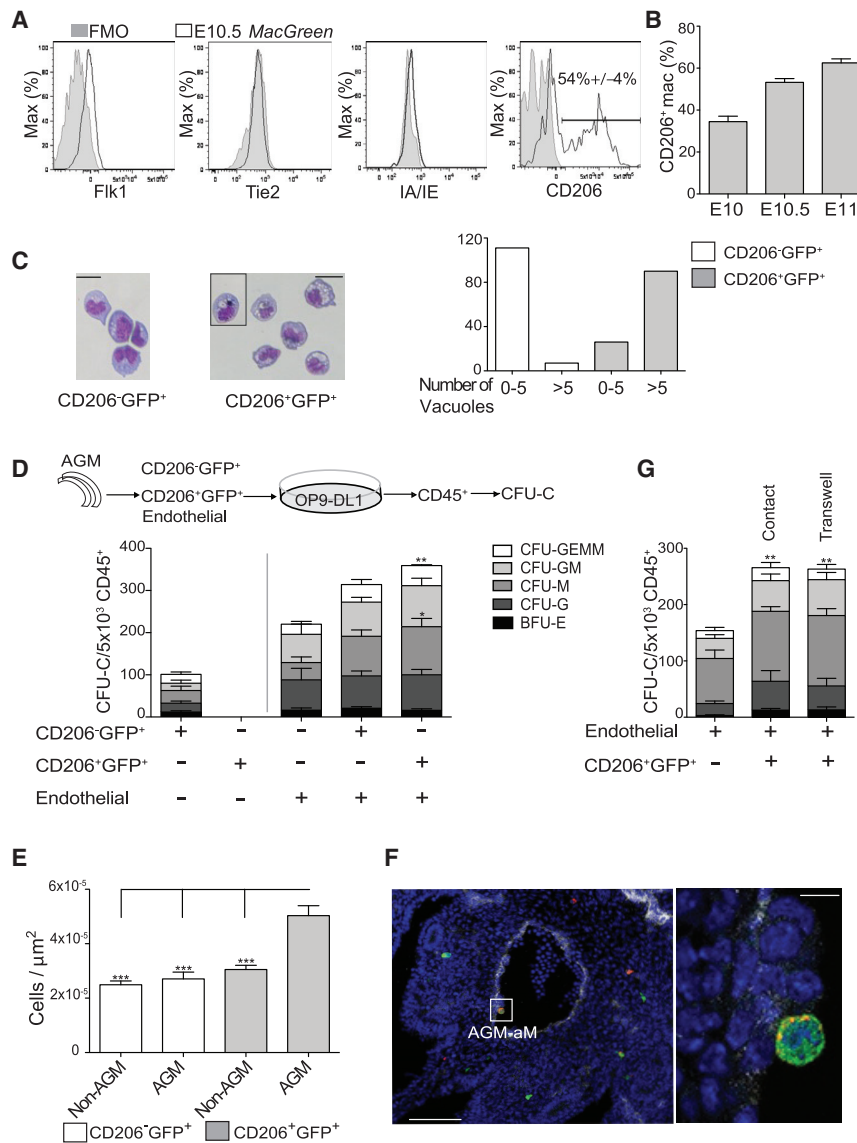 A
FMO
E10.5 MacGreen
Max (%)
Flk1
Max (%)
Tie2
Max (%)
IA/IE
Max (%)
54%+/-4%
CD206
B
CD206⁺ mac (%)
80
60
40
20
0
E10
E10.5
E11
C
CD206⁻GFP⁺
CD206⁺GFP⁺
120
80
40
0
Number of Vacuoles
0-5
>5
0-5
>5
CD206⁻GFP⁺
CD206⁺GFP⁺
D
AGM
CD206⁻GFP⁺
CD206⁺GFP⁺
Endothelial
OP9-DL1
CD45⁺
CFU-C
CFU-C/5x10³ CD45⁺
400
300
200
100
0
**
*
CFU-GEMM
CFU-GM
CFU-M
CFU-G
BFU-E
CD206⁻GFP⁺ + - - + -
CD206⁺GFP⁺ - + - - +
Endothelial - - + + +
G
Contact
Transwell
CFU-C/5x10³ CD45⁺
300
200
100
0
** **
Endothelial + + +
CD206⁺GFP⁺ - + +
E
Cells / µm²
6x10⁻⁵
4x10⁻⁵
2x10⁻⁵
0
*** *** ***
Non-AGM
AGM
Non-AGM
AGM
CD206⁻GFP⁺
CD206⁺GFP⁺
F
AGM-aM